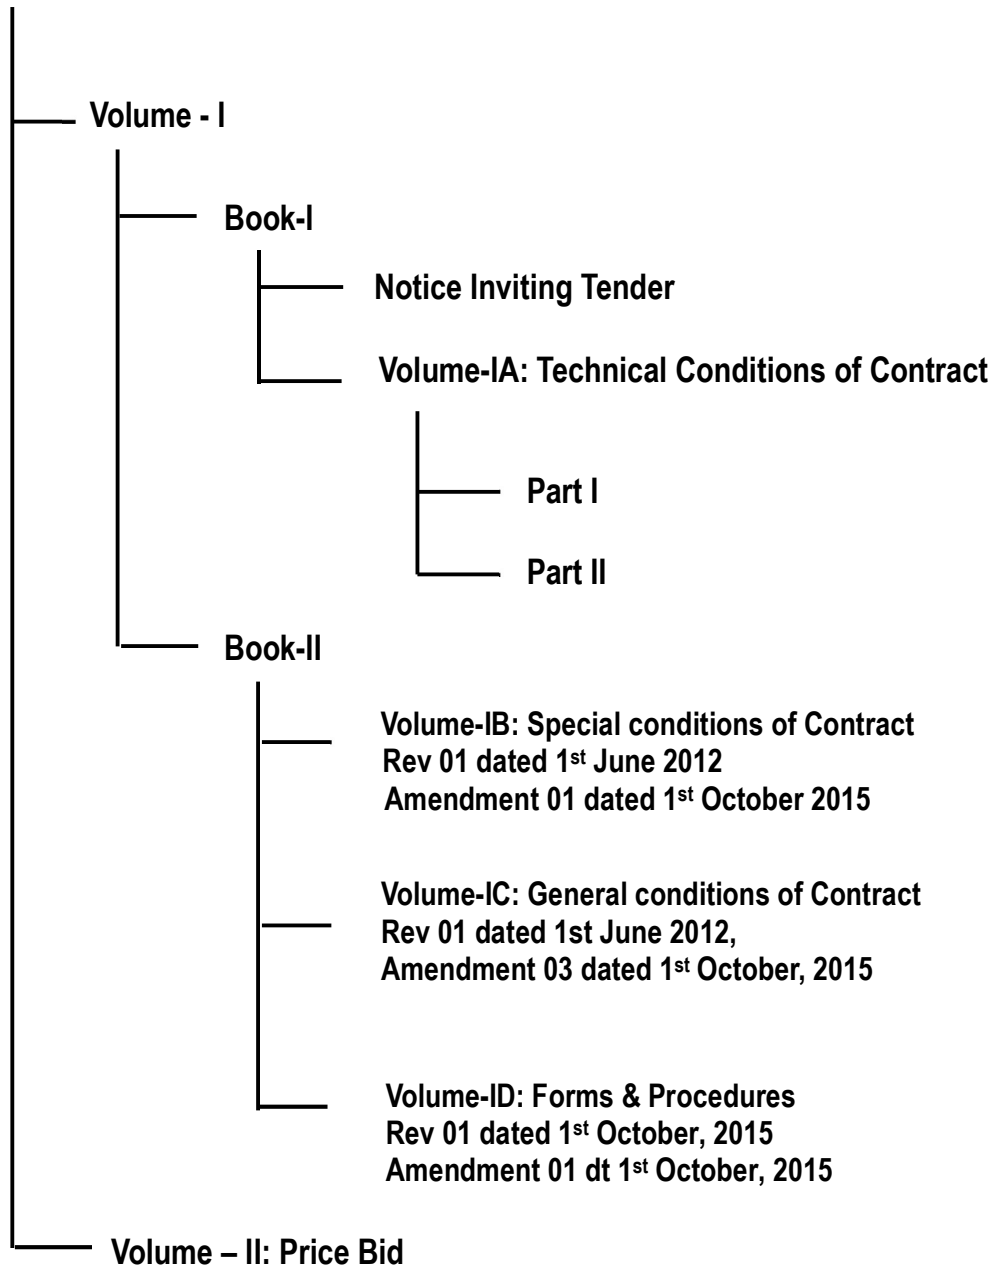 Volume - I
Book-I
Notice Inviting Tender
Volume-IA: Technical Conditions of Contract
Part I
Part II
Book-II
Volume-IB: Special conditions of Contract
Rev 01 dated 1st June 2012
Amendment 01 dated 1st October 2015
Volume-IC: General conditions of Contract
Rev 01 dated 1st June 2012,
Amendment 03 dated 1st October, 2015
Volume-ID: Forms & Procedures
Rev 01 dated 1st October, 2015
Amendment 01 dt 1st October, 2015
Volume – II: Price Bid